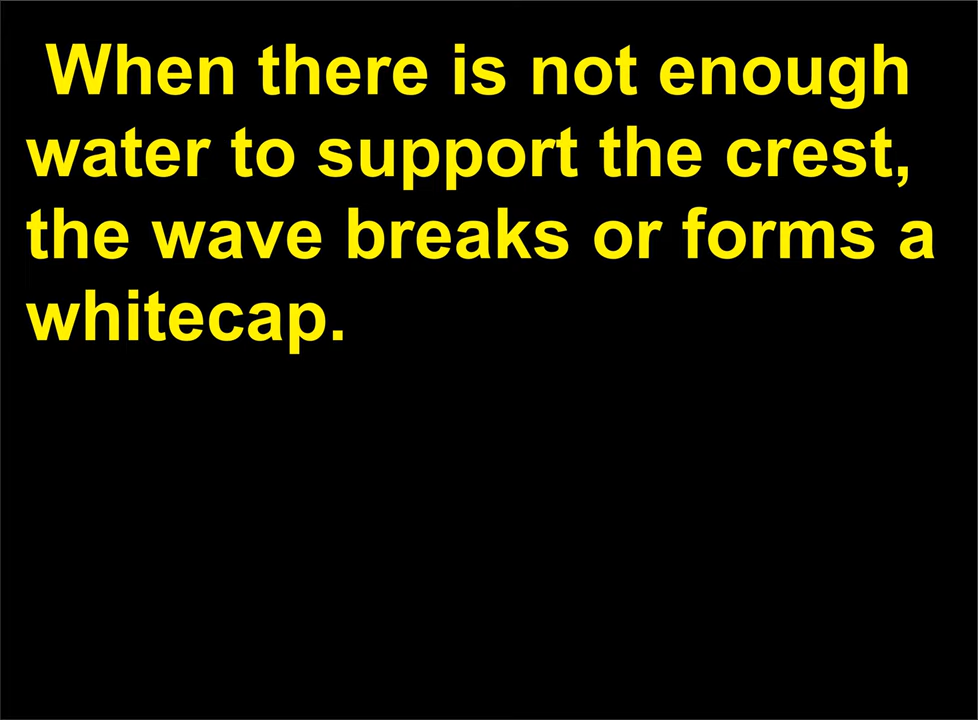 When there is not enough
water to support the crest,
the wave breaks or forms a
whitecap.